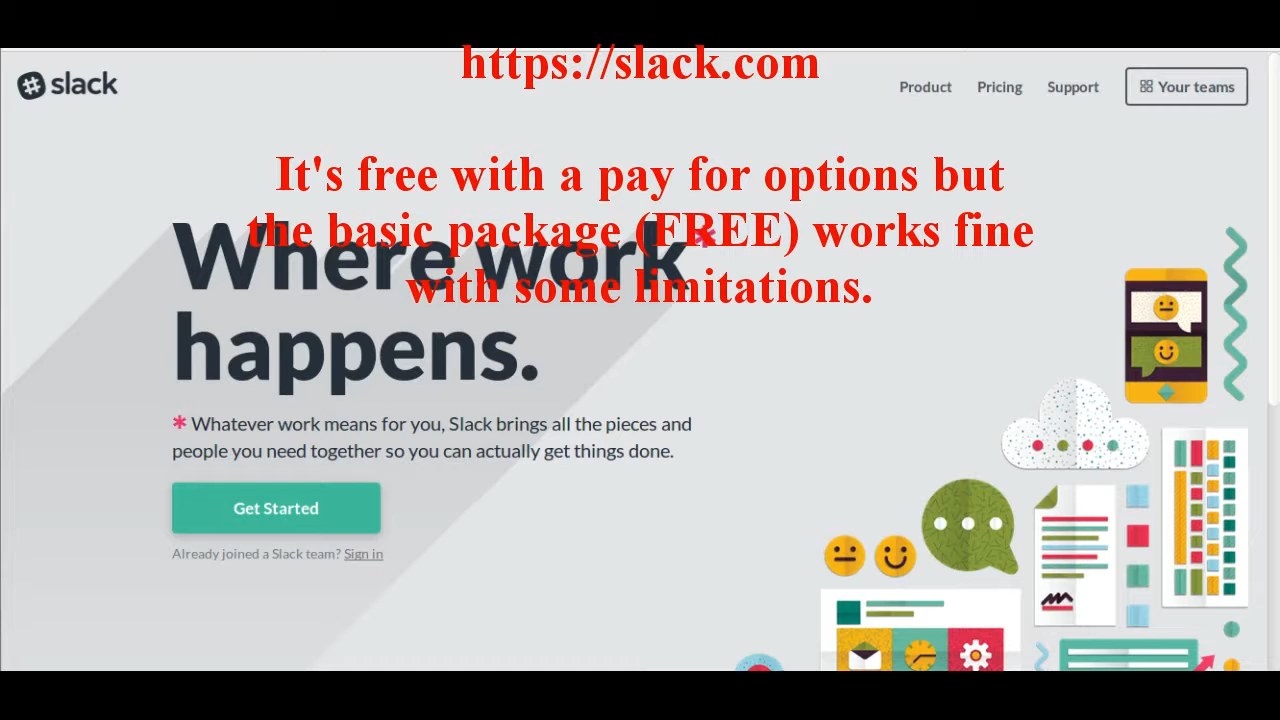 https://slack.com
slack
Product Pricing Support Your teams
It's free with a pay for options but
the basic package (FREE) works fine
with some limitations.
Where work*
happens.
* Whatever work means for you, Slack brings all the pieces and
people you need together so you can actually get things done.
Get Started
Already joined a Slack team? Sign in